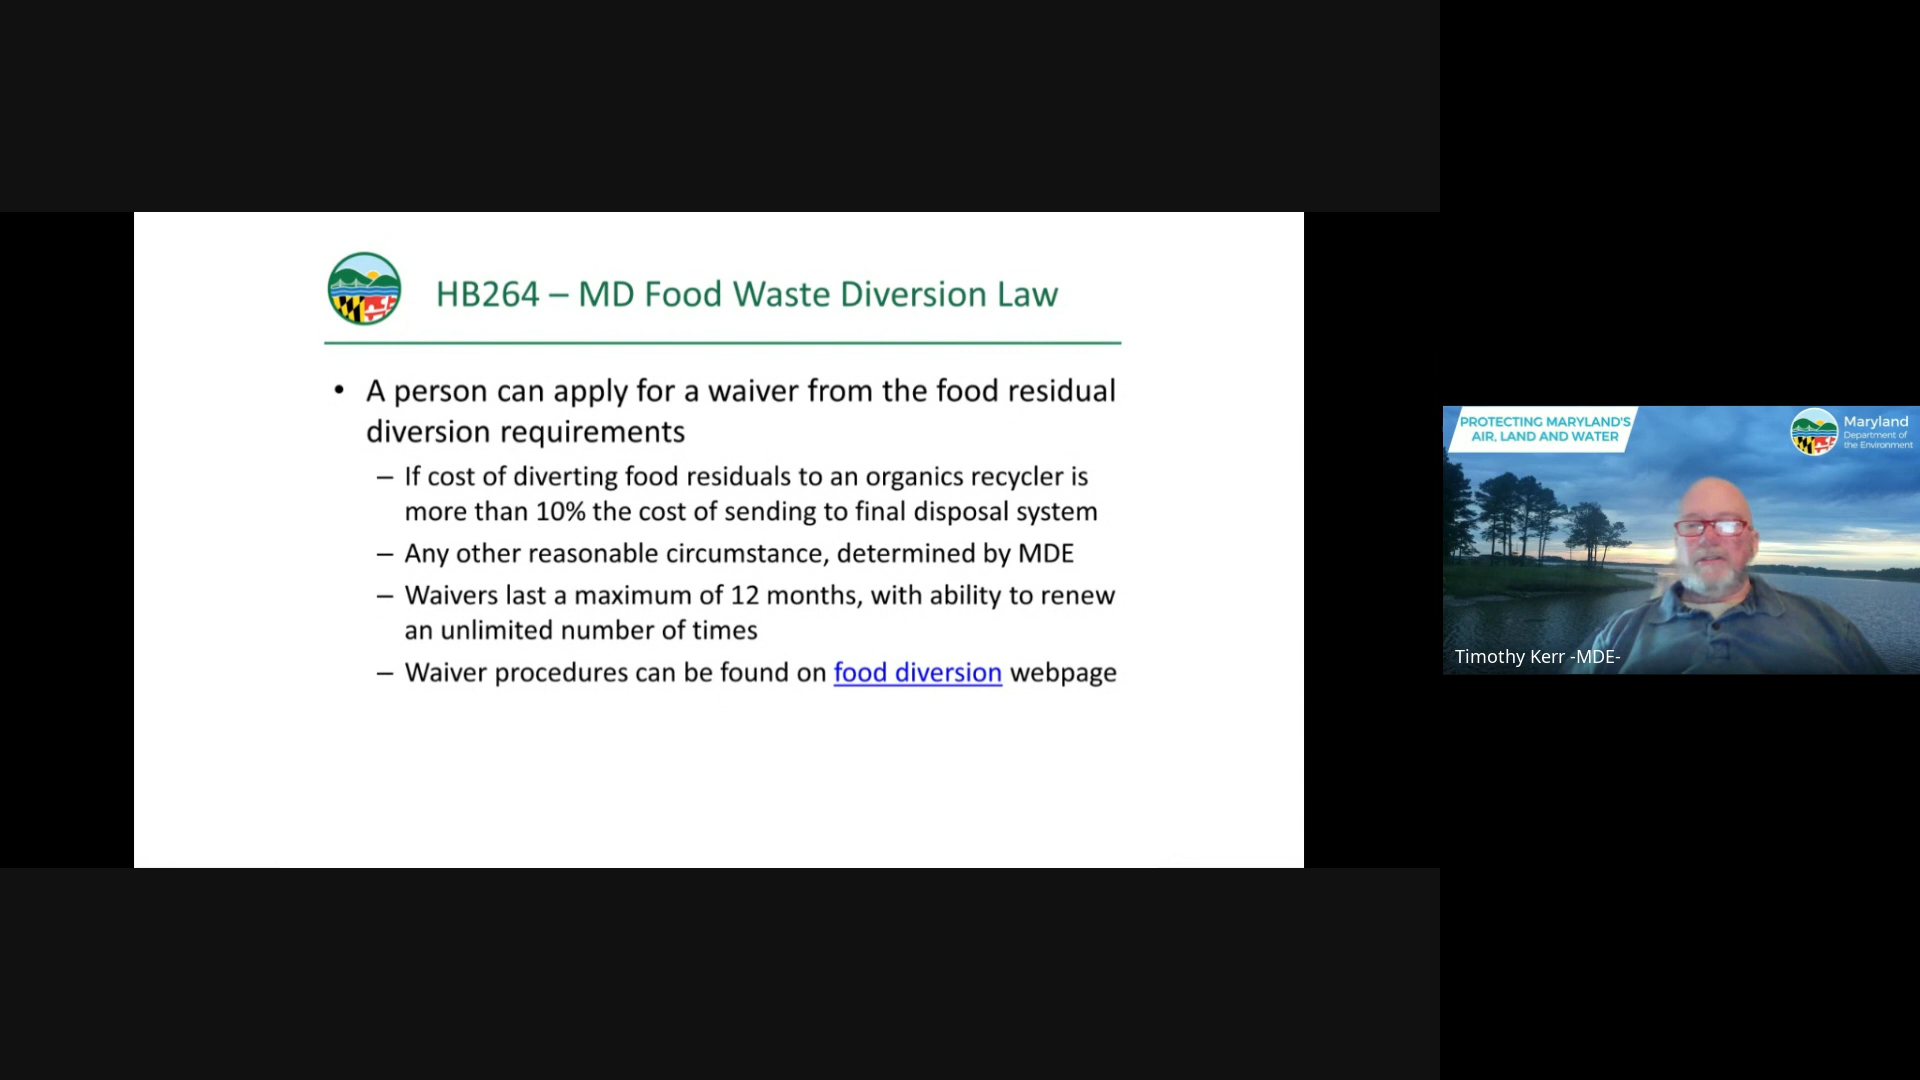 HB264 – MD Food Waste Diversion Law
• A person can apply for a waiver from the food residual
diversion requirements
– If cost of diverting food residuals to an organics recycler is
more than 10% the cost of sending to final disposal system
– Any other reasonable circumstance, determined by MDE
– Waivers last a maximum of 12 months, with ability to renew
an unlimited number of times
– Waiver procedures can be found on food diversion webpage
PROTECTING MARYLAND'S
AIR, LAND AND WATER
Maryland
Department of
the Environment
Timothy Kerr -MDE-